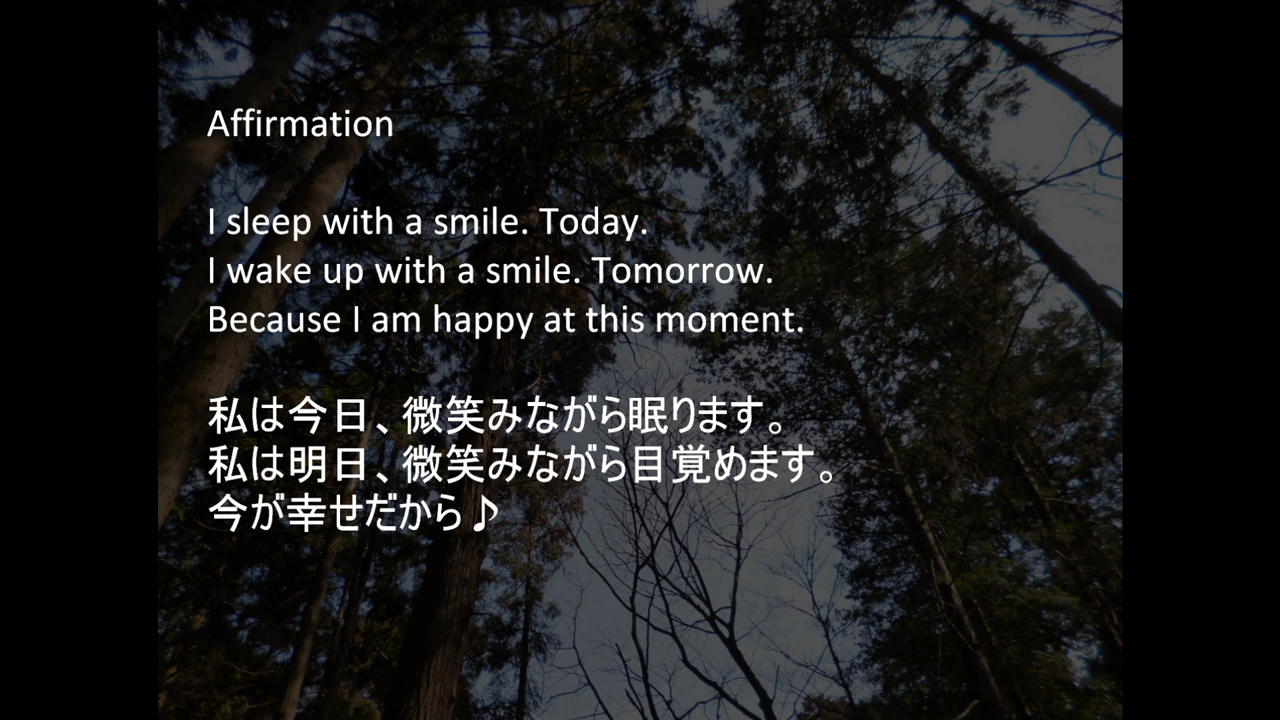 Affirmation
I sleep with a smile. Today.
I wake up with a smile. Tomorrow.
Because I am happy at this moment.
私は今日、微笑みながら眠ります。
私は明日、微笑みながら目覚めます。
今が幸せだから♪